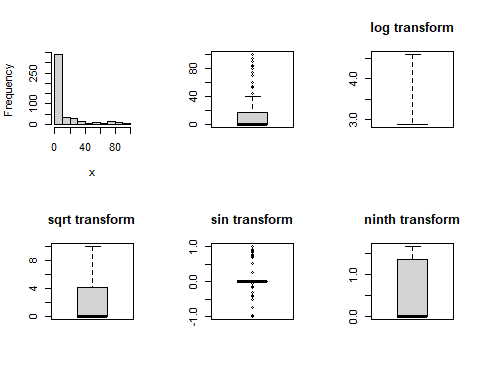 log transform
Frequency
0 100 250
0 40 80
x
0 40 80
3.0 4.0
sqrt transform
sin transform
ninth transform
0 4 8
-1.0 0.0 1.0
0.0 1.0